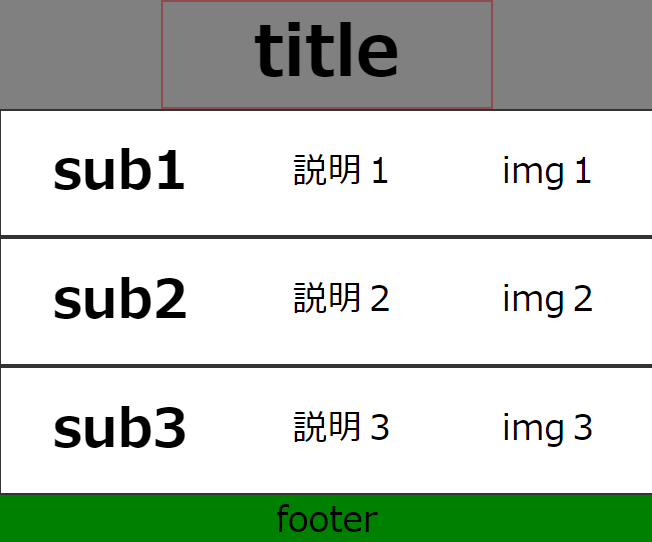 title
sub1 説明1 img1
sub2 説明2 img2
sub3 説明3 img3
footer